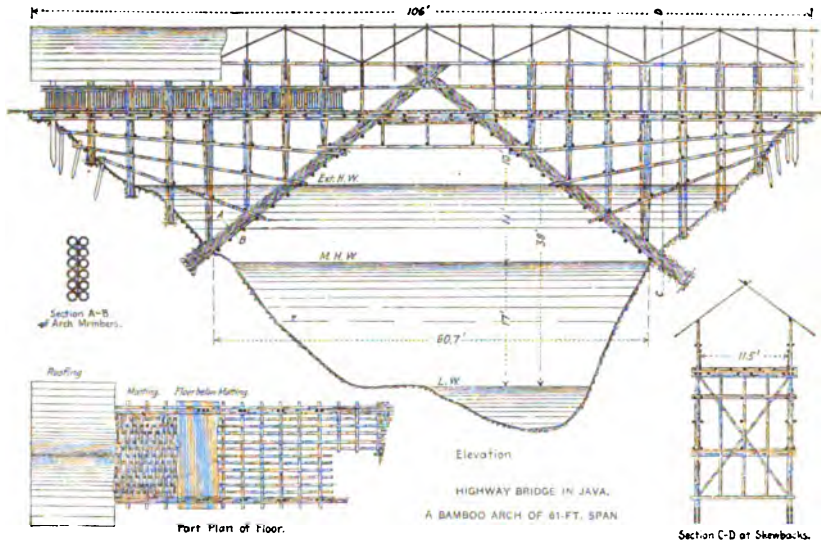 106'
D
Ext. H.W.
10'
11'
38'
A
B
M.H.W.
C
Section A-B
of Arch Members.
17'
60.7'
11.5'
L.W.
Roofing
Matting.
Floor below Matting.
Elevation
HIGHWAY BRIDGE IN JAVA.
A BAMBOO ARCH OF 61-FT. SPAN
Part Plan of Floor.
Section C-D at Skewbacks.